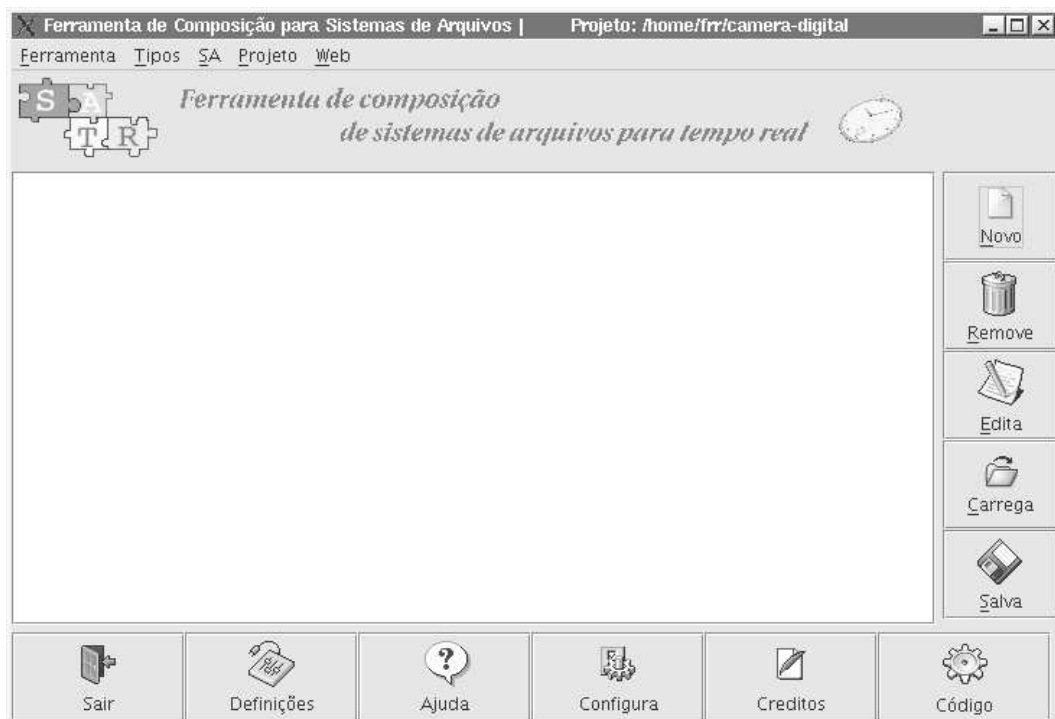 Ferramenta de Composição para Sistemas de Arquivos | Projeto: /home/frr/camera-digital
Ferramenta Tipos SA Projeto Web
S A
T R
Ferramenta de composição
de sistemas de arquivos para tempo real
Novo
Remove
Edita
Carrega
Salva
Sair Definições Ajuda Configura Creditos Código